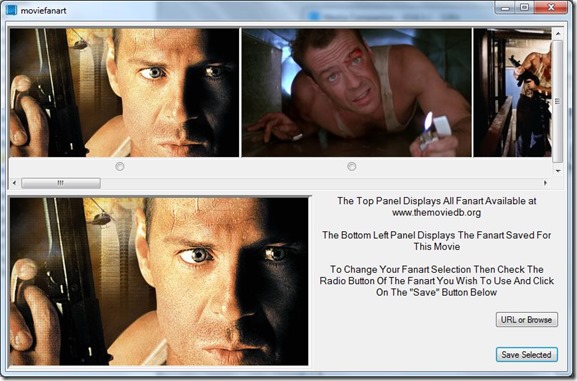 moviefanart
The Top Panel Displays All Fanart Available at
www.themoviedb.org
The Bottom Left Panel Displays The Fanart Saved For
This Movie
To Change Your Fanart Selection Then Check The
Radio Button Of The Fanart You Wish To Use And Click
On The "Save" Button Below
URL or Browse
Save Selected